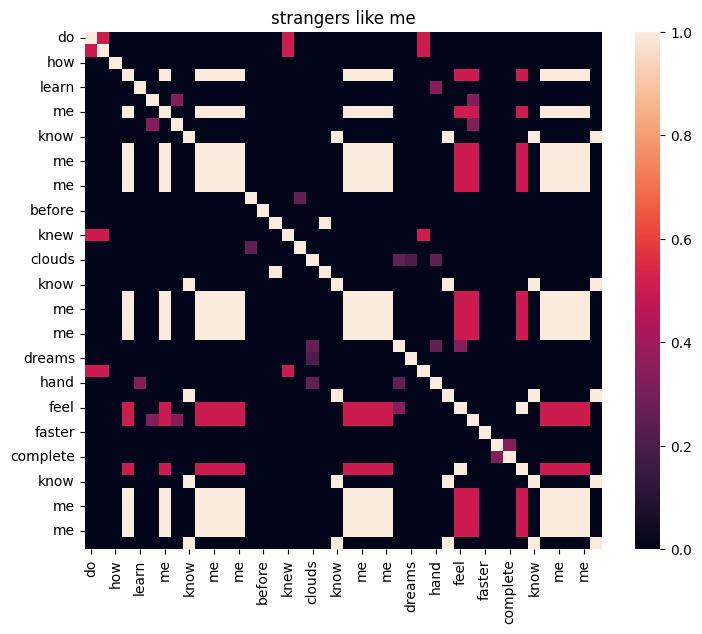 strangers like me
do
how
learn
me
know
me
me
before
knew
clouds
know
me
me
dreams
hand
feel
faster
complete
know
me
me
1.0
0.8
0.6
0.4
0.2
0.0
do
how
learn
me
know
me
me
before
knew
clouds
know
me
me
dreams
hand
feel
faster
complete
know
me
me